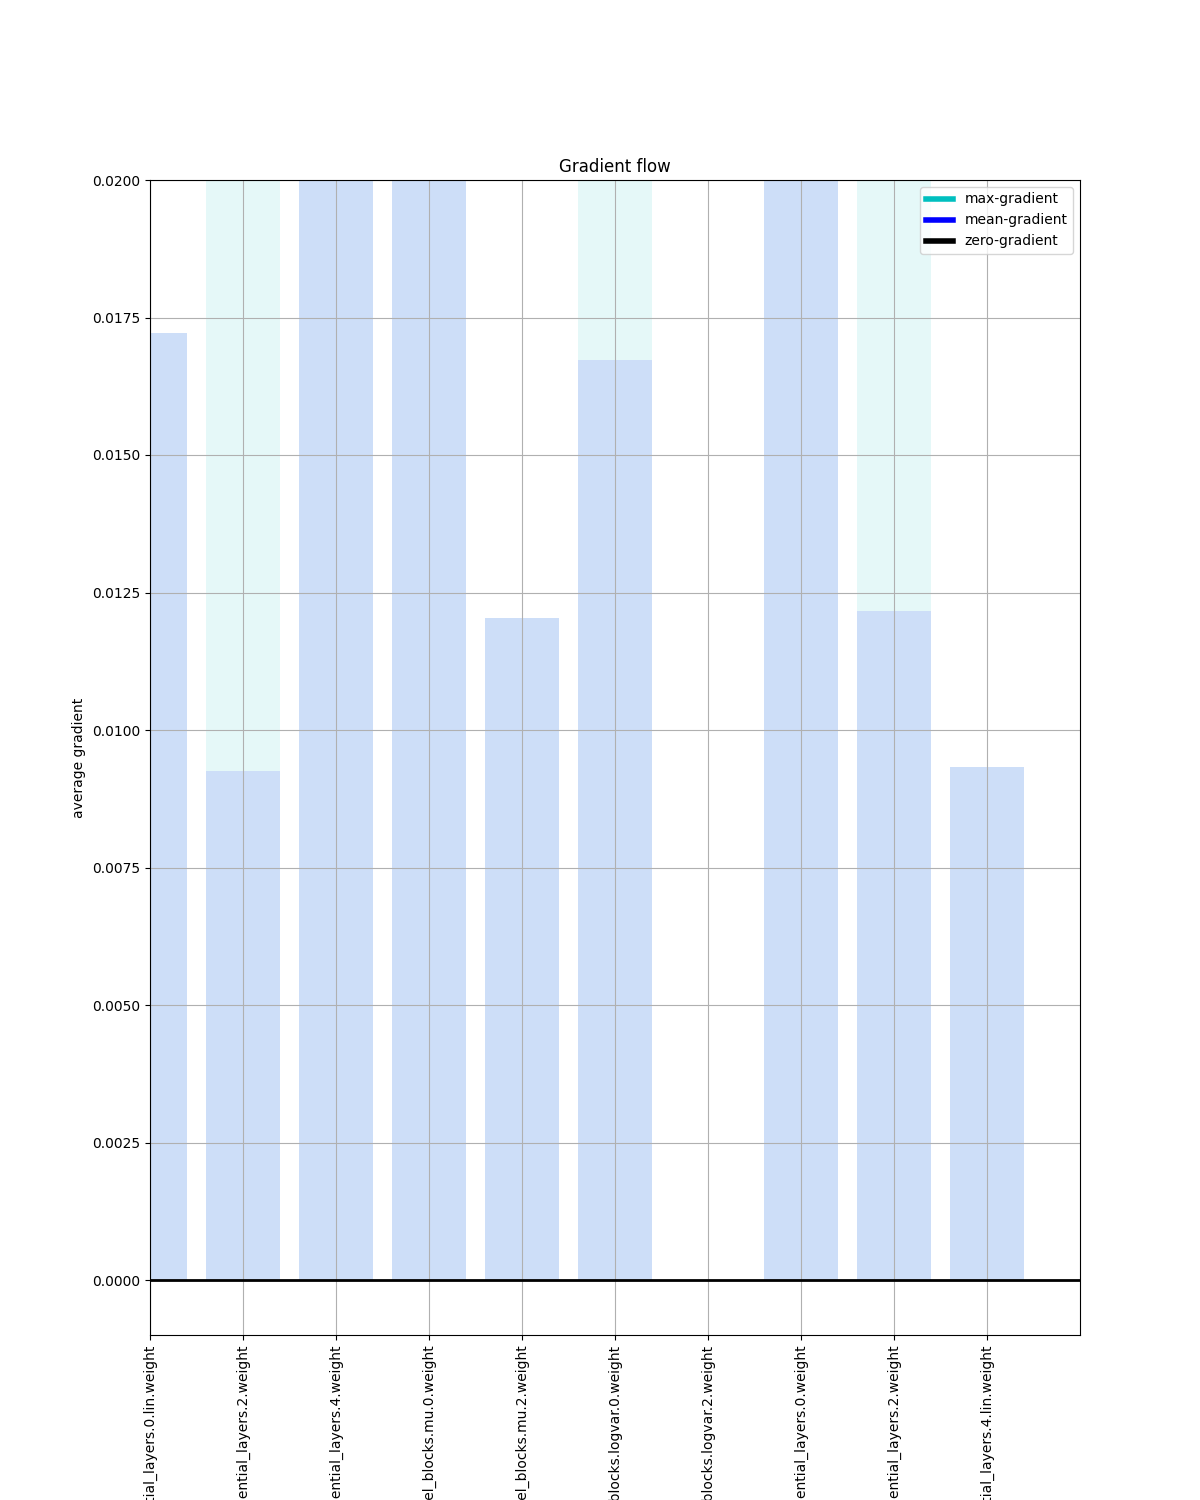 Gradient flow
max-gradient
mean-gradient
zero-gradient
0.0200
0.0175
0.0150
0.0125
0.0100
0.0075
0.0050
0.0025
0.0000
average gradient
tial_layers.0.lin.weight
ential_layers.2.weight
ential_layers.4.weight
el_blocks.mu.0.weight
el_blocks.mu.2.weight
blocks.logvar.0.weight
blocks.logvar.2.weight
ential_layers.0.weight
ential_layers.2.weight
tial_layers.4.lin.weight